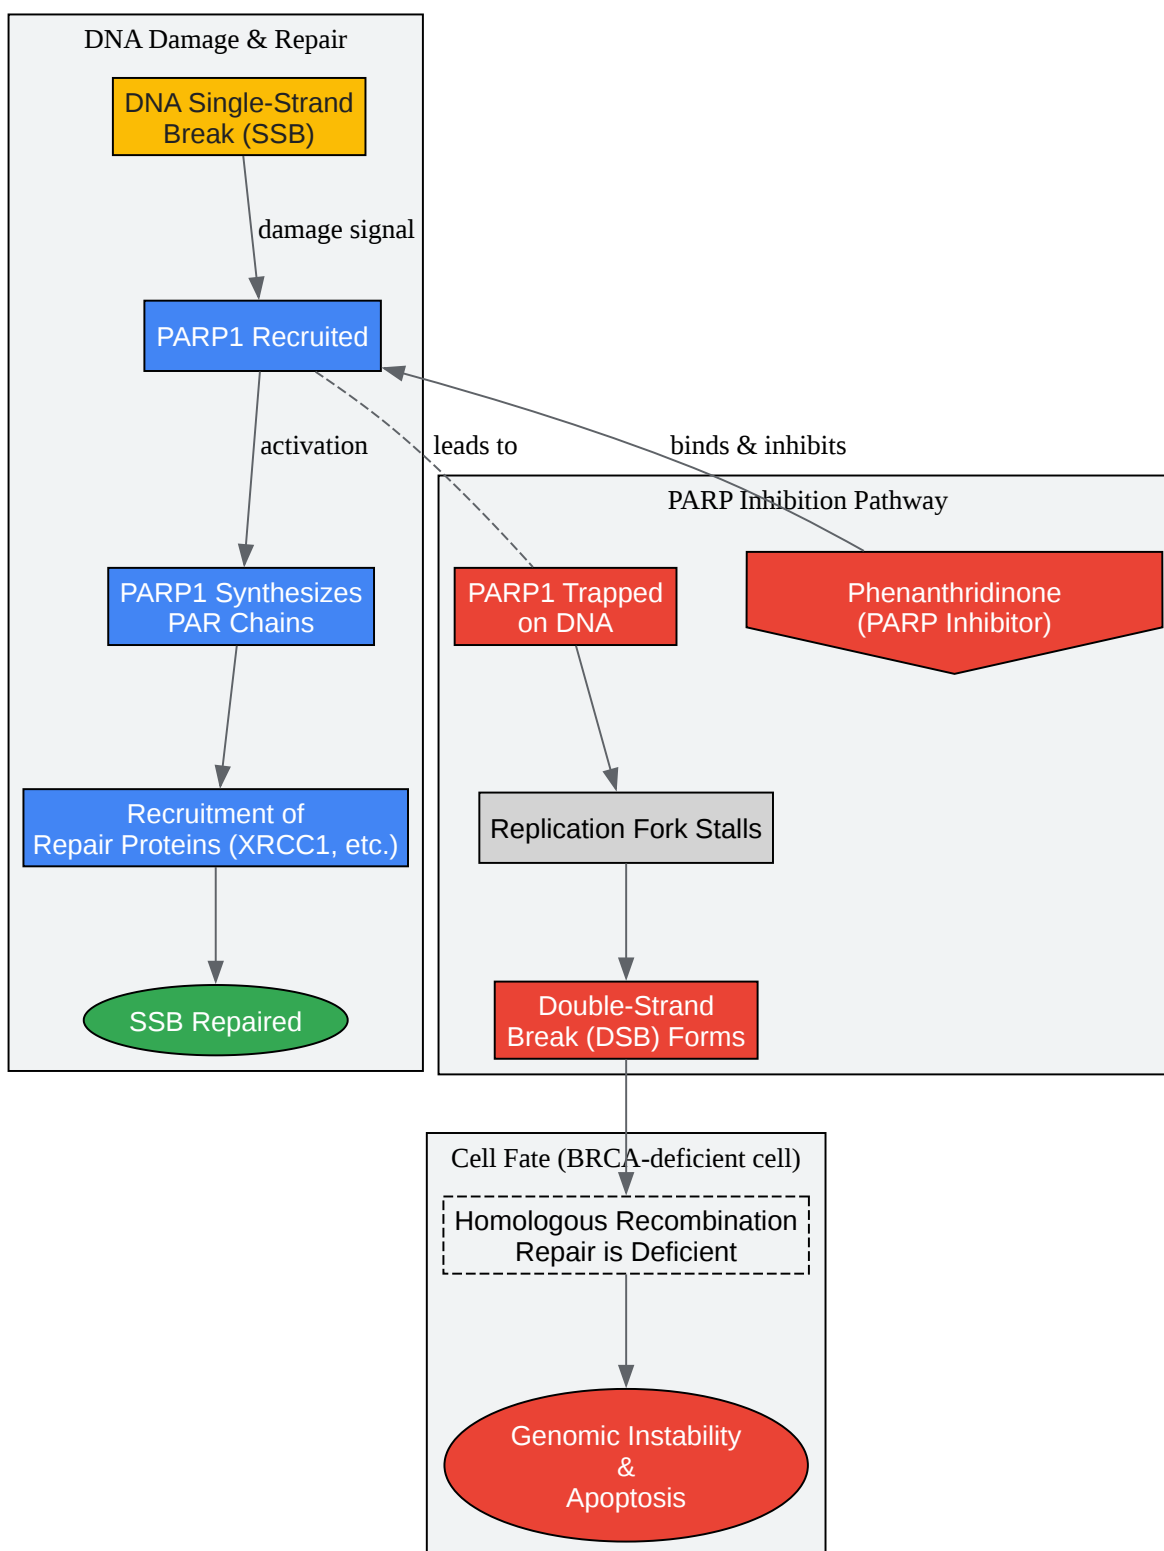 DNA Damage & Repair
DNA Single-Strand
Break (SSB)
damage signal
PARP1 Recruited
activation
leads to
binds & inhibits
PARP Inhibition Pathway
PARP1 Synthesizes
PAR Chains
PARP1 Trapped
on DNA
Phenanthridinone
(PARP Inhibitor)
Recruitment of
Repair Proteins (XRCC1, etc.)
Replication Fork Stalls
SSB Repaired
Double-Strand
Break (DSB) Forms
Cell Fate (BRCA-deficient cell)
Homologous Recombination
Repair is Deficient
Genomic Instability
&
Apoptosis